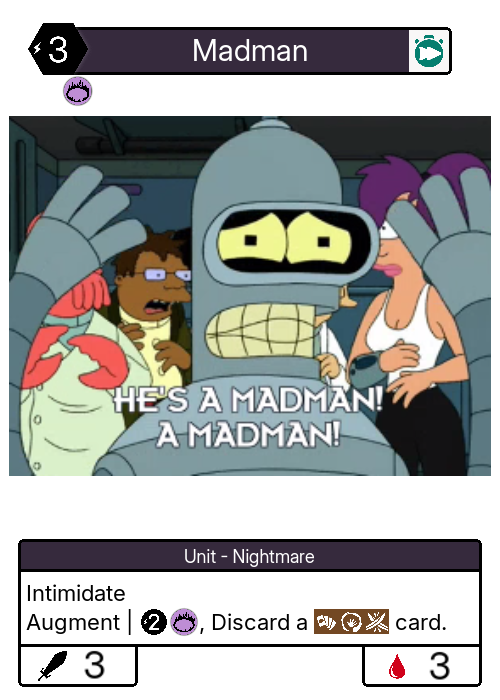 3
Madman
HE'S A MADMAN!
A MADMAN!
Unit - Nightmare
Intimidate
Augment | 2 , Discard a card.
3
3